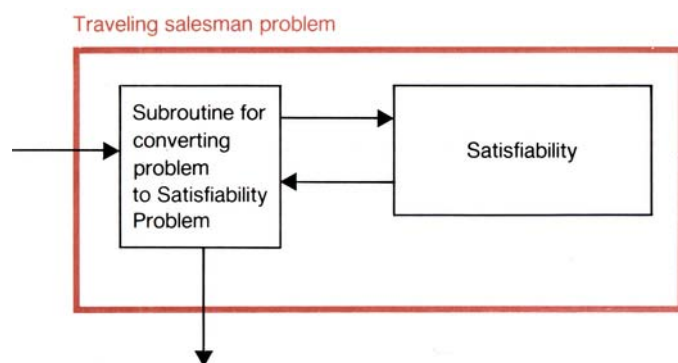 Traveling salesman problem
Subroutine for
converting
problem
to Satisfiability
Problem
Satisfiability